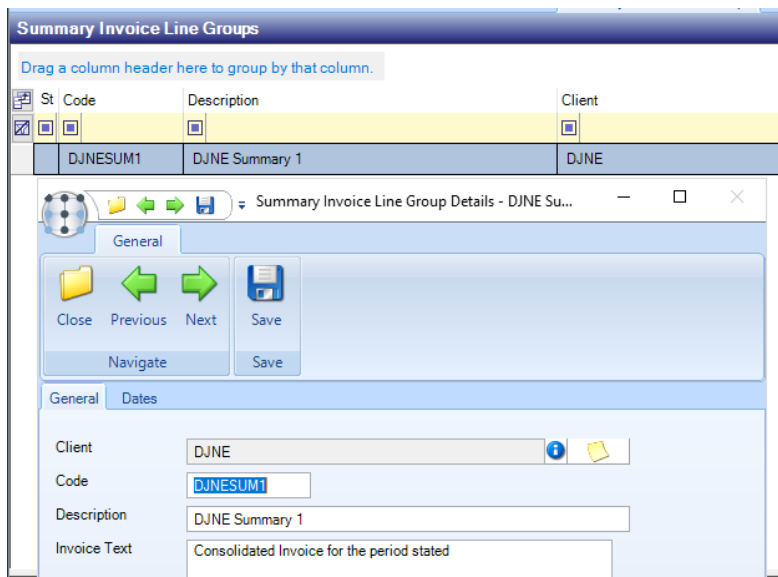 Summary Invoice Line Groups
Drag a column header here to group by that column.
St Code Description Client
DJNESUM1 DJNE Summary 1 DJNE
Summary Invoice Line Group Details - DJNE Su...
General
Close Previous Next Save
Navigate Save
General Dates
Client DJNE
Code DJNESUM1
Description DJNE Summary 1
Invoice Text Consolidated Invoice for the period stated